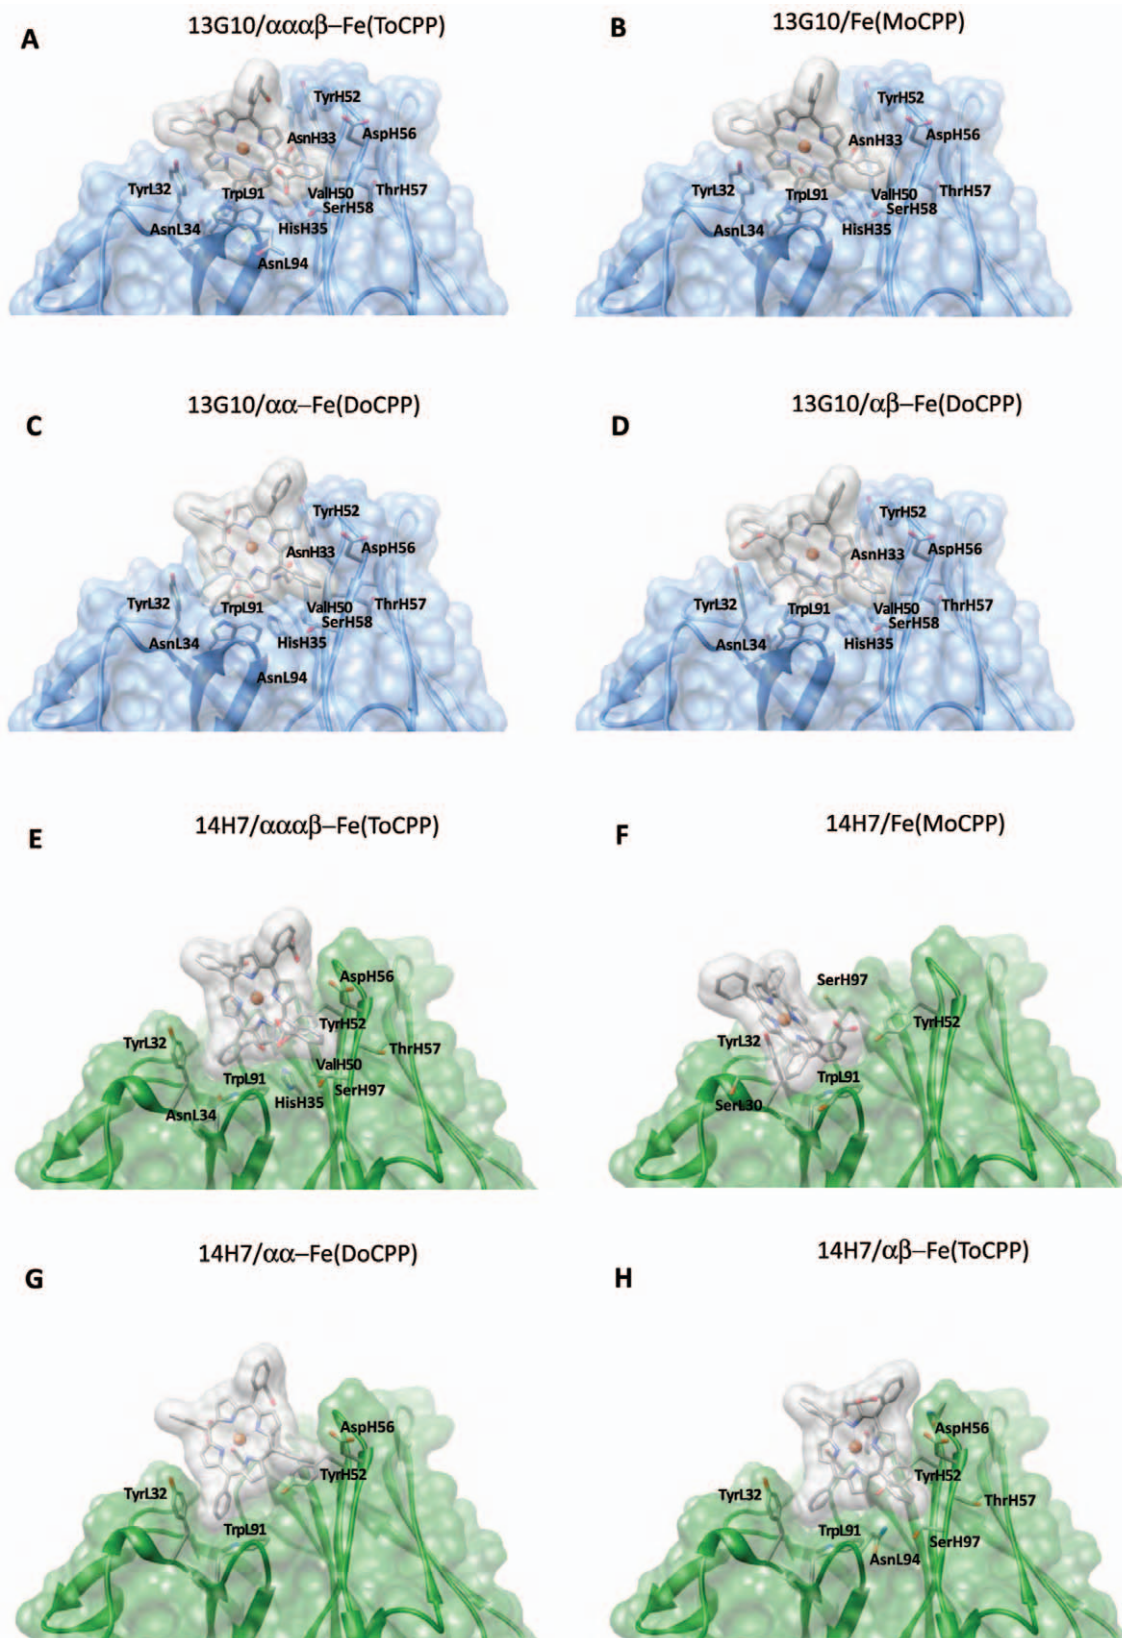 A
13G10/αααβ–Fe(ToCPP)
TyrH52
AsnH33
AspH56
TyrL32
TrpL91
ValH50
ThrH57
SerH58
AsnL34
HisH35
AsnL94
B
13G10/Fe(MoCPP)
TyrH52
AsnH33
AspH56
TyrL32
TrpL91
ValH50
ThrH57
SerH58
AsnL34
HisH35
C
13G10/αα–Fe(DoCPP)
TyrH52
AsnH33
AspH56
TyrL32
TrpL91
ValH50
ThrH57
SerH58
AsnL34
HisH35
AsnL94
D
13G10/αβ–Fe(DoCPP)
TyrH52
AsnH33
AspH56
TyrL32
TrpL91
ValH50
ThrH57
SerH58
AsnL34
HisH35
E
14H7/αααβ–Fe(ToCPP)
AspH56
TyrH52
TyrL32
ThrH57
ValH50
TrpL91
SerH97
HisH35
AsnL34
F
14H7/Fe(MoCPP)
SerH97
TyrH52
TyrL32
TrpL91
SerL30
G
14H7/αα–Fe(DoCPP)
AspH56
TyrH52
TyrL32
TrpL91
H
14H7/αβ–Fe(ToCPP)
AspH56
TyrH52
TyrL32
ThrH57
TrpL91
SerH97
AsnL94